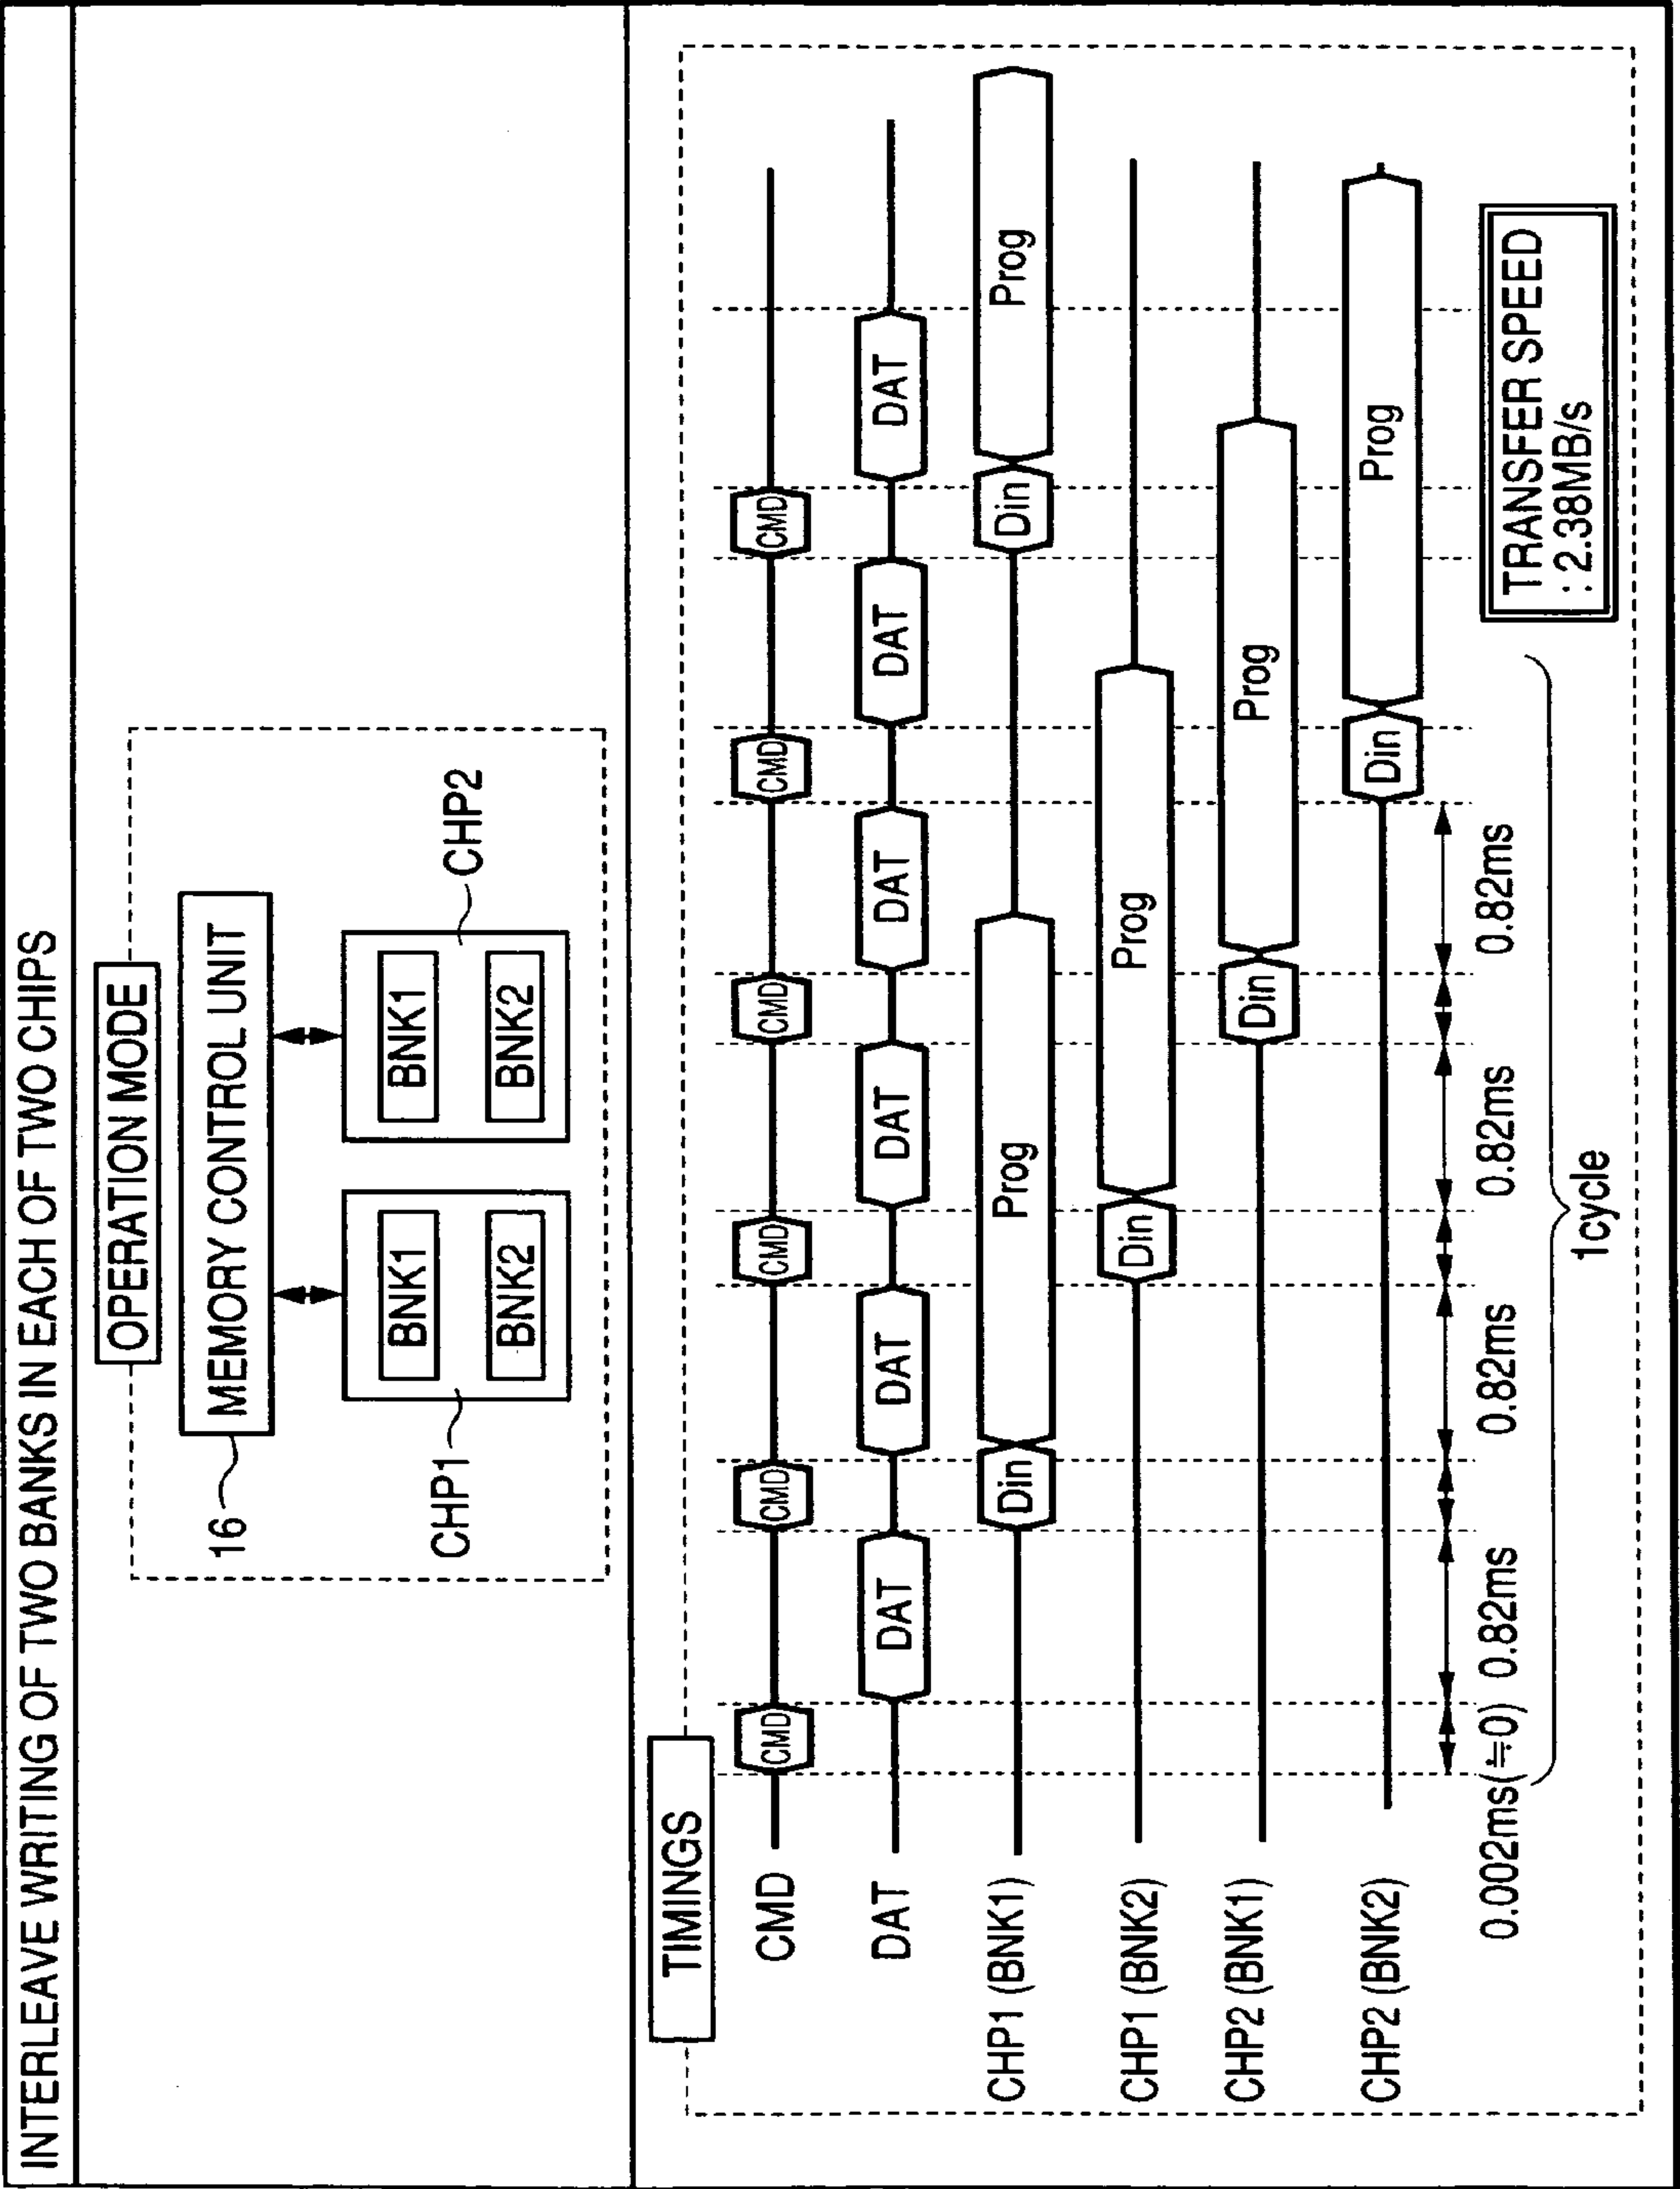 INTERLEAVE WRITING OF TWO BANKS IN EACH OF TWO CHIPS
OPERATION MODE
16
MEMORY CONTROL UNIT
CHP1
BNK1
BNK2
BNK1
BNK2
CHP2
TIMINGS
CMD
CMD CMD CMD CMD CMD CMD
DAT
DAT DAT DAT DAT DAT DAT
CHP1 (BNK1)
Din Prog Din Prog
CHP1 (BNK2)
Din Prog
CHP2 (BNK1)
Din Prog
CHP2 (BNK2)
Din Prog
0.002ms(≒0) 0.82ms 0.82ms 0.82ms 0.82ms
1cycle
TRANSFER SPEED
: 2.38MB/s